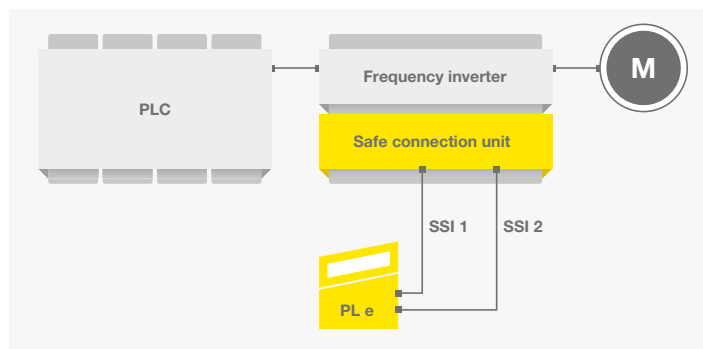 PLC
Frequency inverter
M
Safe connection unit
SSI 1
SSI 2
PL e